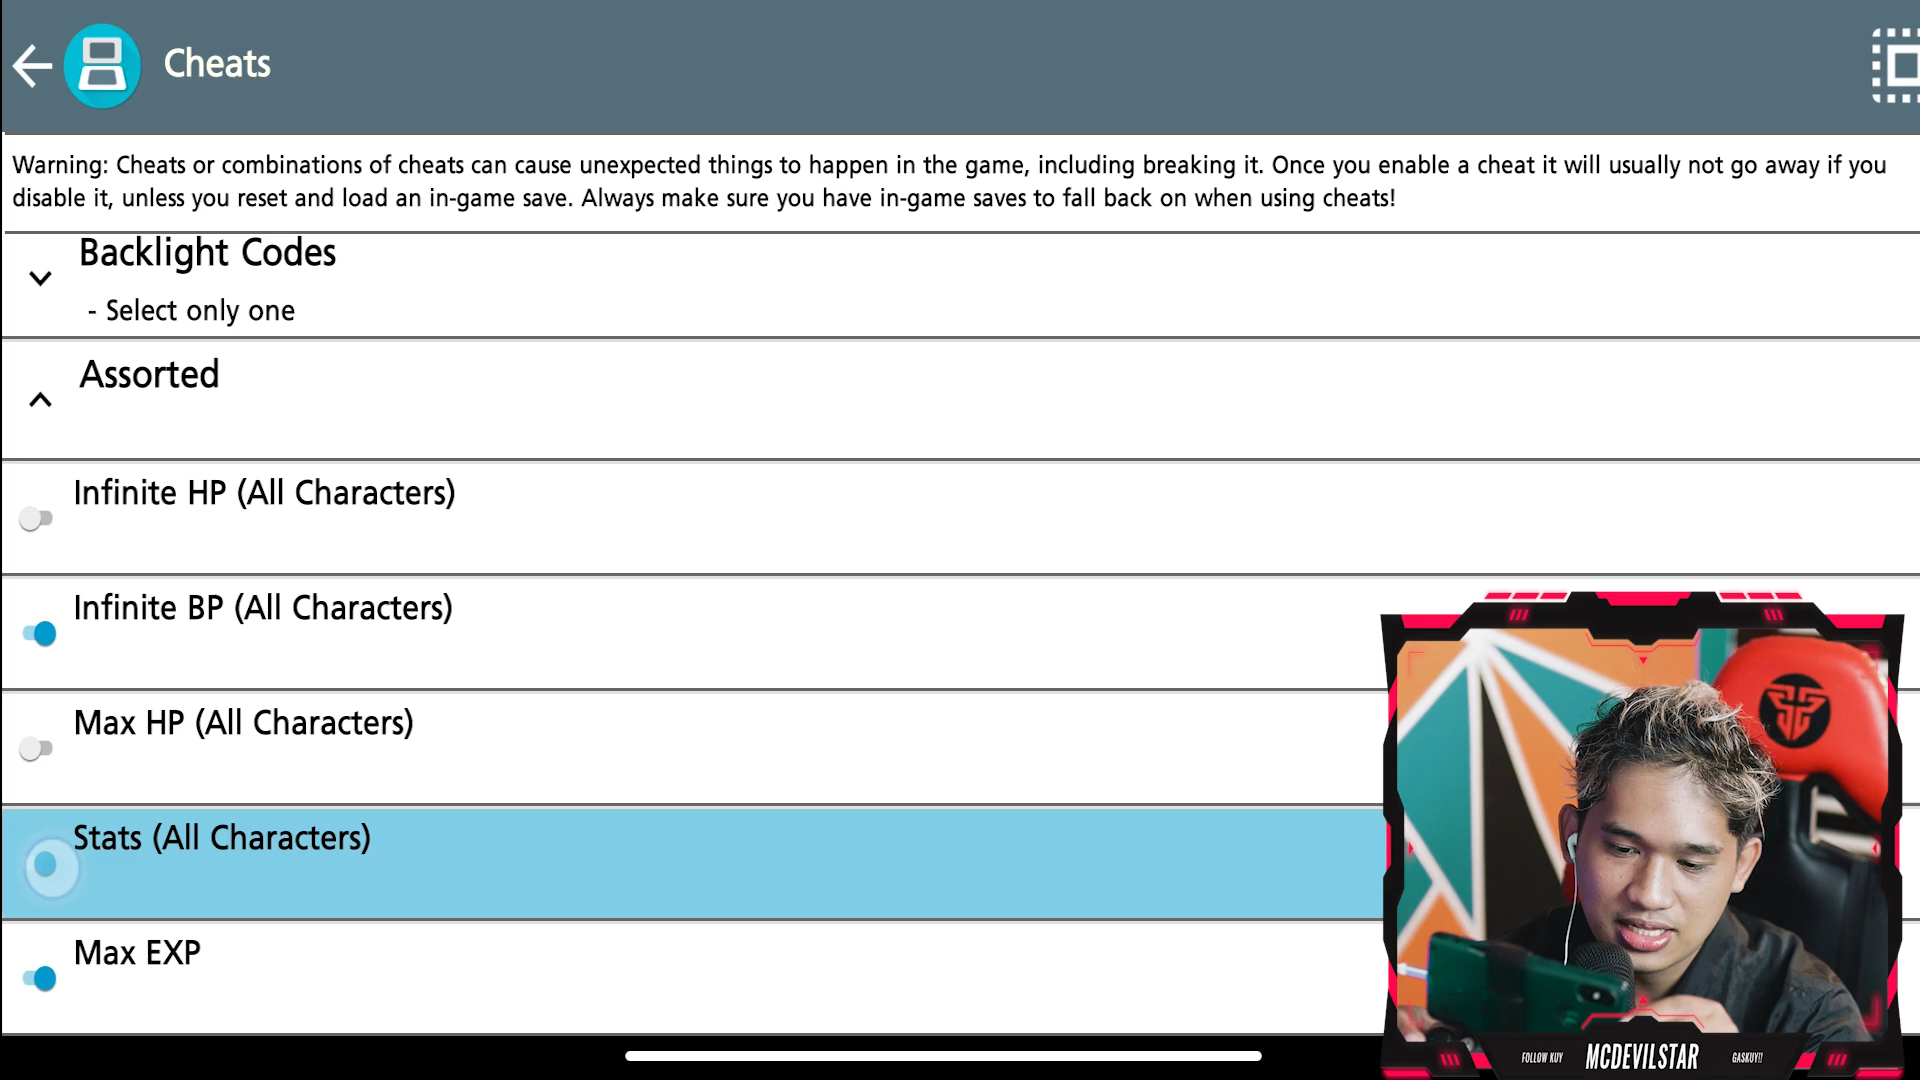 Cheats
Warning: Cheats or combinations of cheats can cause unexpected things to happen in the game, including breaking it. Once you enable a cheat it will usually not go away if you
disable it, unless you reset and load an in-game save. Always make sure you have in-game saves to fall back on when using cheats!
Backlight Codes
- Select only one
Assorted
Infinite HP (All Characters)
Infinite BP (All Characters)
Max HP (All Characters)
Stats (All Characters)
Max EXP
FOLLOW KUY MCDEVILSTAR GASKUY!!